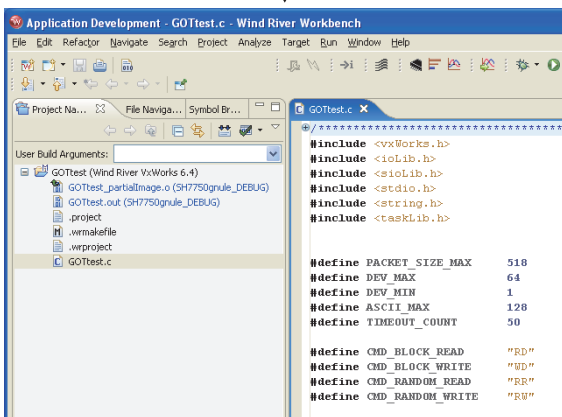 Application Development - GOTtest.c - Wind River Workbench
File Edit Refactor Navigate Search Project Analyze Target Run Window Help
Project Na... File Naviga... Symbol Br...
User Build Arguments:
GOTtest (Wind River VxWorks 6.4)
GOTtest_partialImage.o (SH7750gnule_DEBUG)
GOTtest.out (SH7750gnule_DEBUG)
.project
.wrmakefile
.wrproject
GOTtest.c
GOTtest.c
/************************************
#include <vxWorks.h>
#include <ioLib.h>
#include <sioLib.h>
#include <stdio.h>
#include <string.h>
#include <taskLib.h>
#define PACKET_SIZE_MAX 518
#define DEV_MAX 64
#define DEV_MIN 1
#define ASCII_MAX 128
#define TIMEOUT_COUNT 50
#define CMD_BLOCK_READ "RD"
#define CMD_BLOCK_WRITE "WD"
#define CMD_RANDOM_READ "RR"
#define CMD_RANDOM_WRITE "RW"